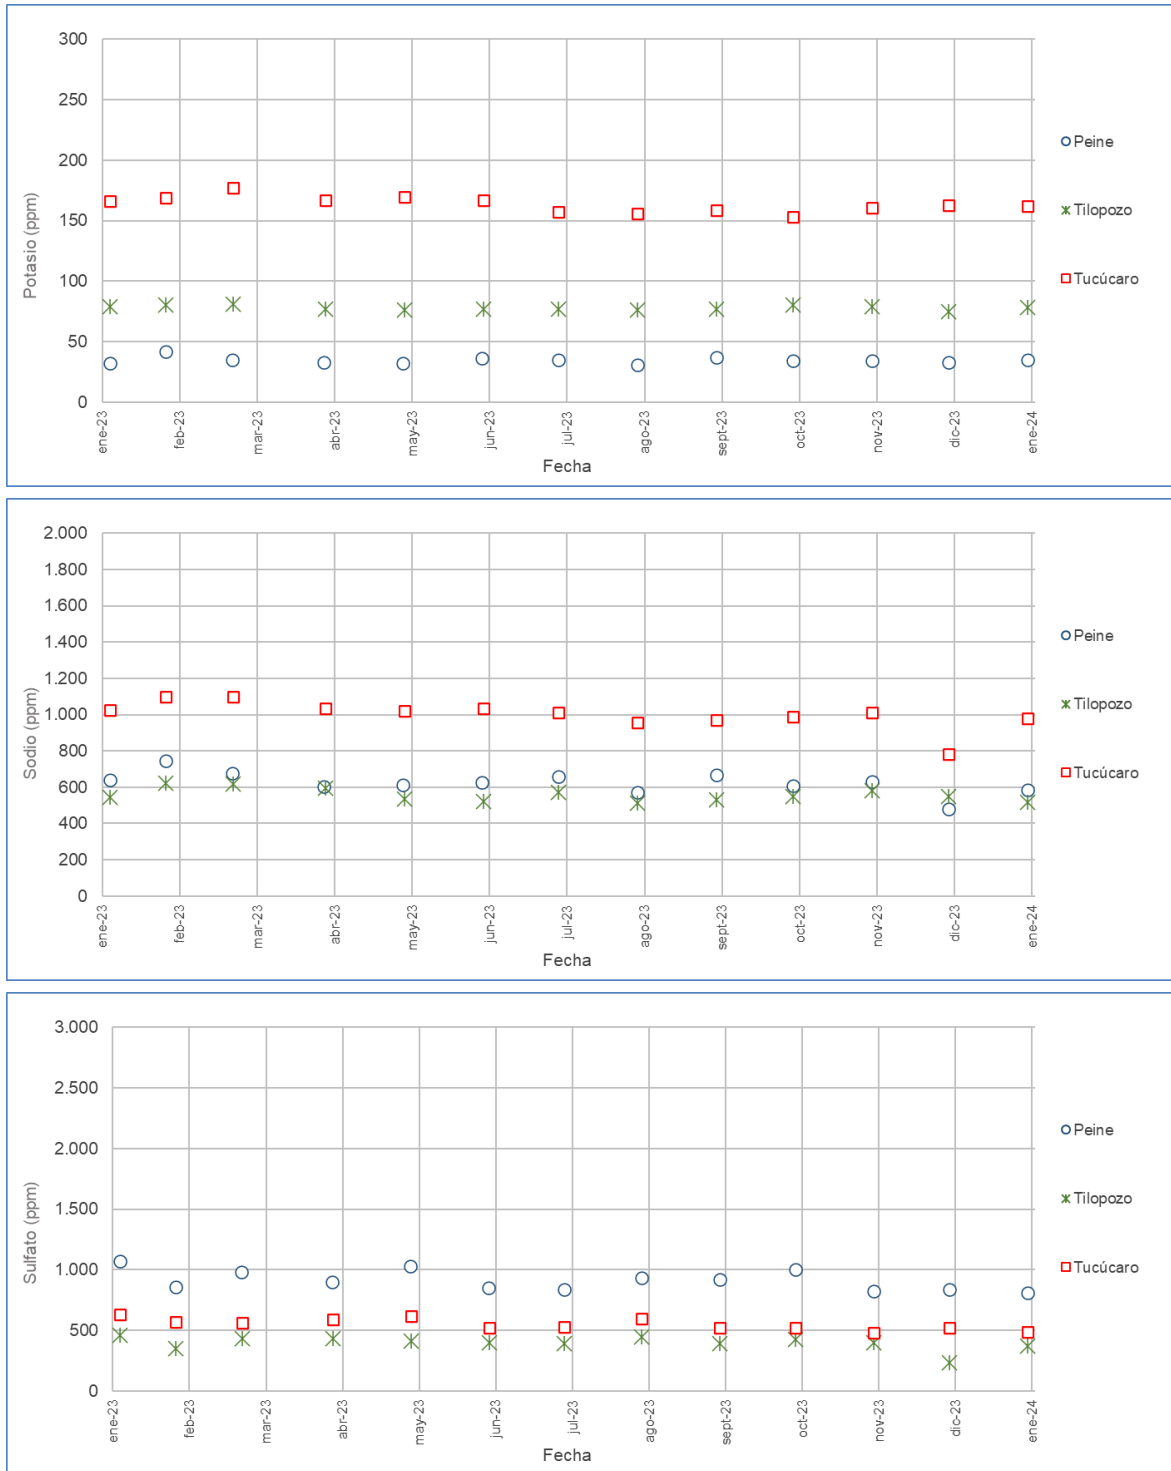 300
250
200
150
100
50
0
Potasio (ppm)
ene-23
feb-23
mar-23
abr-23
may-23
jun-23
jul-23
ago-23
sept-23
oct-23
nov-23
dic-23
ene-24
Fecha
Peine
Tilopozo
Tucúcaro
2.000
1.800
1.600
1.400
1.200
1.000
800
600
400
200
0
Sodio (ppm)
ene-23
feb-23
mar-23
abr-23
may-23
jun-23
jul-23
ago-23
sept-23
oct-23
nov-23
dic-23
ene-24
Fecha
Peine
Tilopozo
Tucúcaro
3.000
2.500
2.000
1.500
1.000
500
0
Sulfato (ppm)
ene-23
feb-23
mar-23
abr-23
may-23
jun-23
jul-23
ago-23
sept-23
oct-23
nov-23
dic-23
ene-24
Fecha
Peine
Tilopozo
Tucúcaro